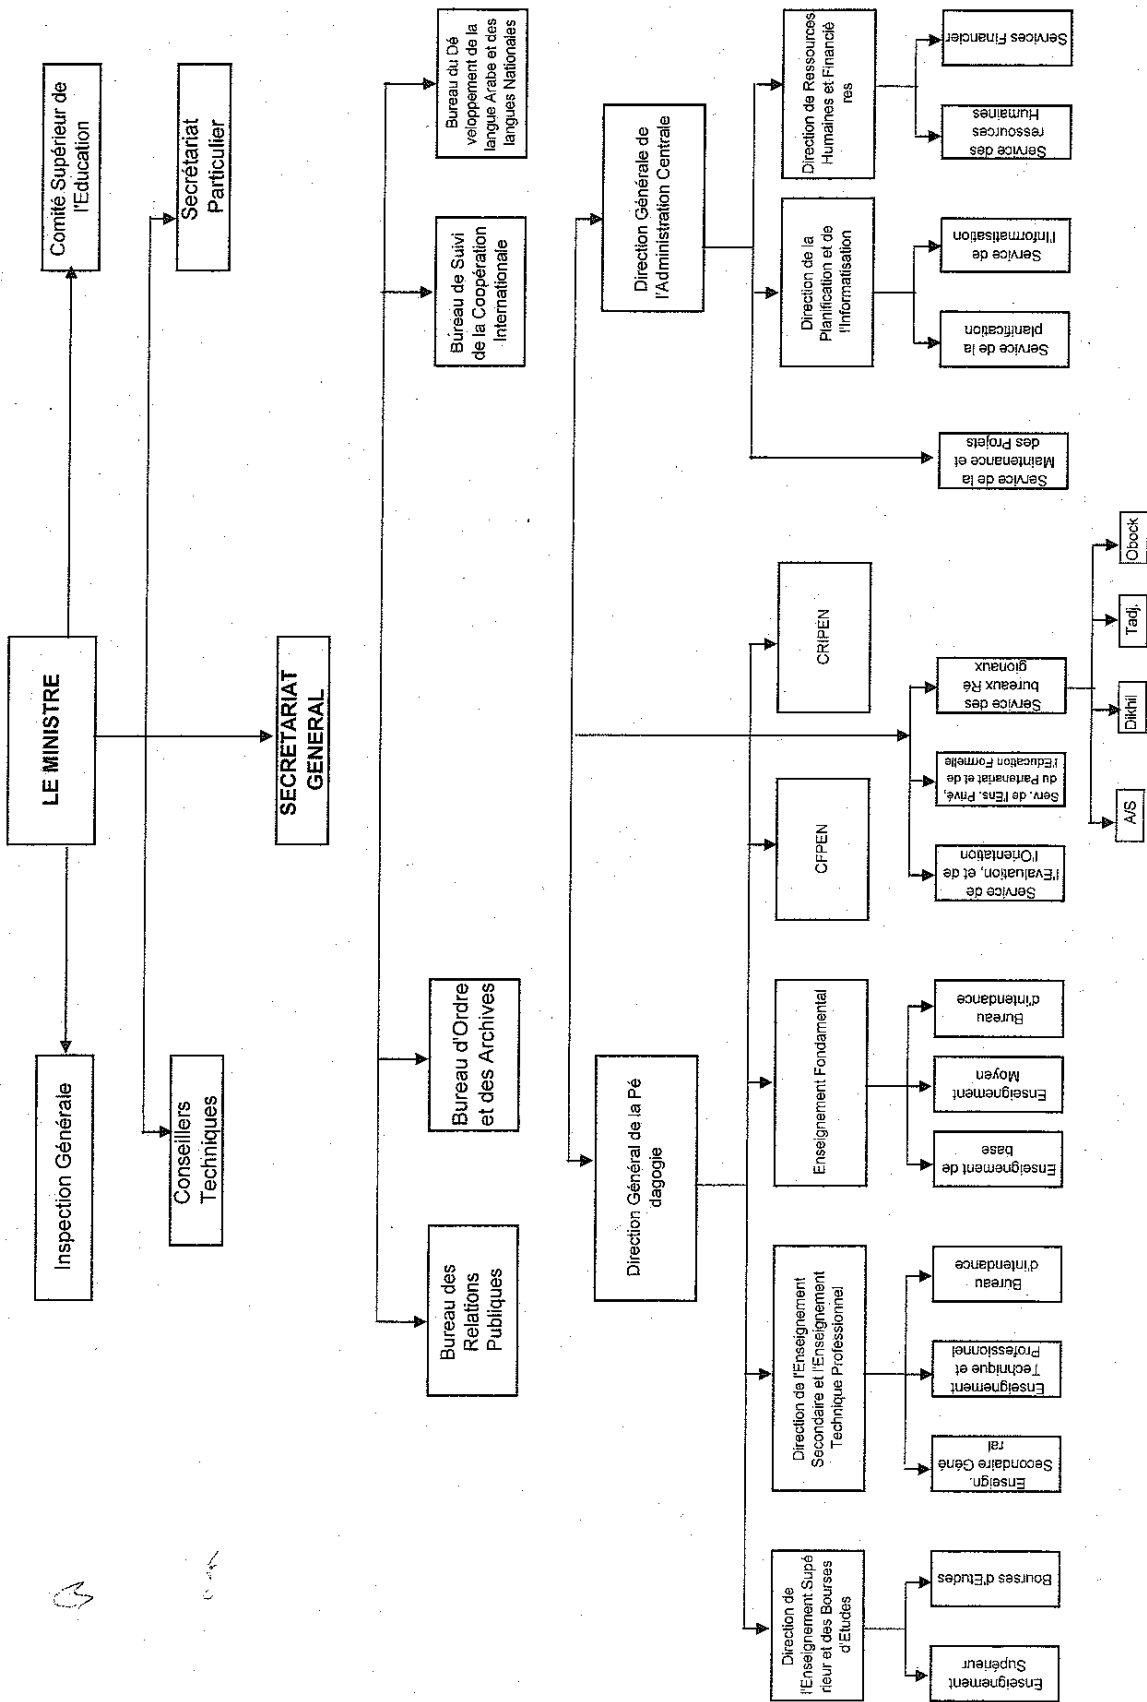 LE MINISTRE
Inspection Générale
Comité Supérieur de
l'Education
Conseillers
Techniques
Secrétariat
Particulier
SECRETARIAT
GENERAL
Bureau des
Relations
Publiques
Bureau d'Ordre
et des Archives
Bureau de Suivi
de la Coopération
Internationale
Bureau du Dé
veloppement de la
langue Arabe et des
langues Nationales
Direction Général de la Pé
dagogie
Direction Générale de
l'Administration Centrale
Direction de
l'Enseignement Supé
rieur et des Bourses
d'Etudes
Direction de l'Enseignement
Secondaire et l'Enseignement
Technique Professionnel
Enseignement Fondamental
CFPEN
CRIPEN
Direction de la
Planification et de
l'Informatisation
Direction de Ressources
Humaines et Financiè
res
Enseignement
Supérieur
Bourses d'Etudes
Enseign.
Secondaire Géné
ral
Enseignement
Technique et
Professionnel
Bureau
d'intendance
Enseignement de
base
Enseignement
Moyen
Bureau
d'intendance
Service de
l'Evaluation, et de
l'Orientation
Serv. de l'Ens. Privé,
du Partenariat et de
l'Education Formelle
Service des
bureaux Ré
gionaux
Service de la
Maintenance et
des Projets
Service de la
planification
Service de
l'Informatisation
Service des
ressources
Humaines
Services Financier
A/S
Dikhil
Tadj.
Obock